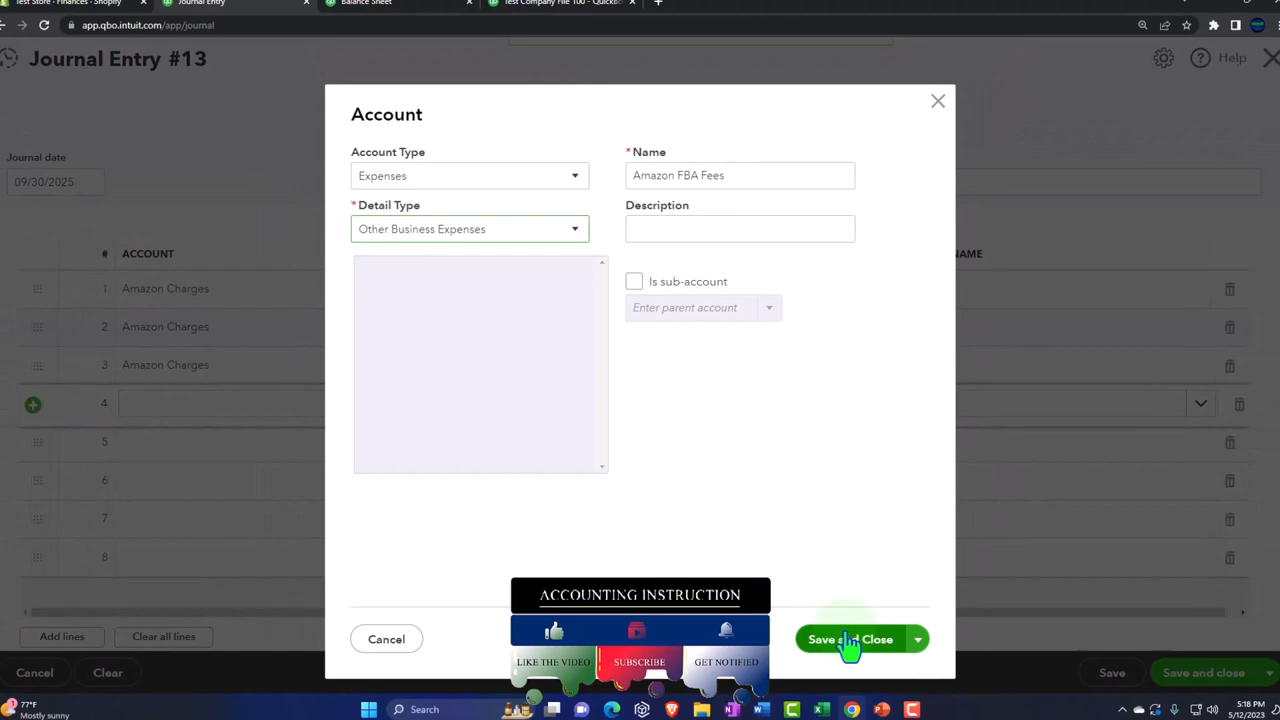 Test Store - Finances - Shopify
Journal Entry
Balance Sheet
Test Company File 100 - QuickBo
app.qbo.intuit.com/app/journal
Journal Entry #13
Help
Account
Account Type
* Name
Journal date
Expenses
Amazon FBA Fees
09/30/2025
* Detail Type
Description
Other Business Expenses
# ACCOUNT
NAME
Is sub-account
1 Amazon Charges
Enter parent account
2 Amazon Charges
3 Amazon Charges
4
5
6
7
8
ACCOUNTING INSTRUCTION
Add lines
Clear all lines
Cancel
Save and Close
LIKE THE VIDEO
SUBSCRIBE
GET NOTIFIED
Cancel
Clear
Save
Save and close
77°F
Mostly sunny
Search
5:18 PM
5/12/2023